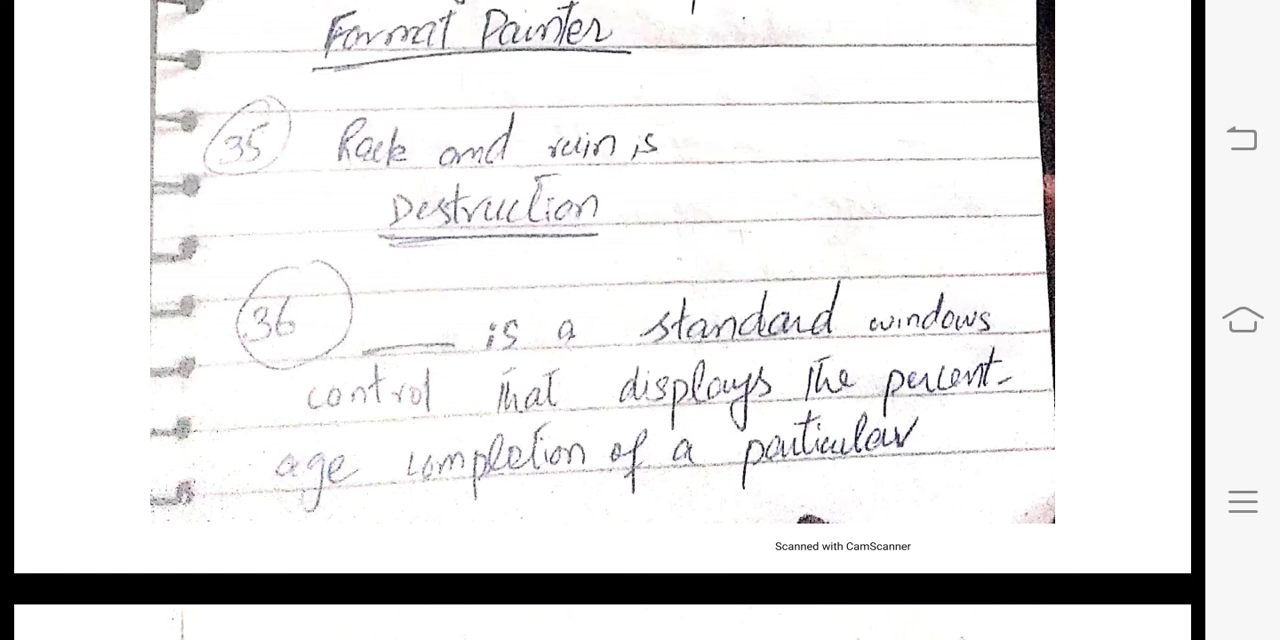 Format Painter
35 Rack and ruin is
Destruction
36 ____ is a standard windows
control that displays the percent-
age completion of a particular
Scanned with CamScanner